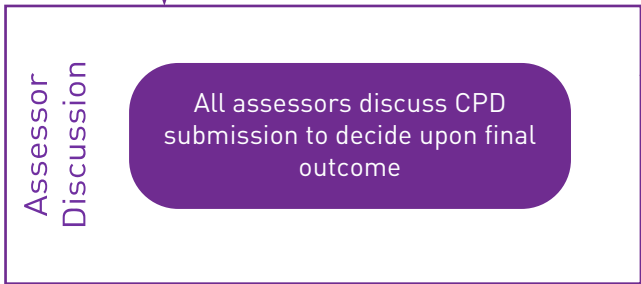 Assessor
Discussion
All assessors discuss CPD
submission to decide upon final
outcome